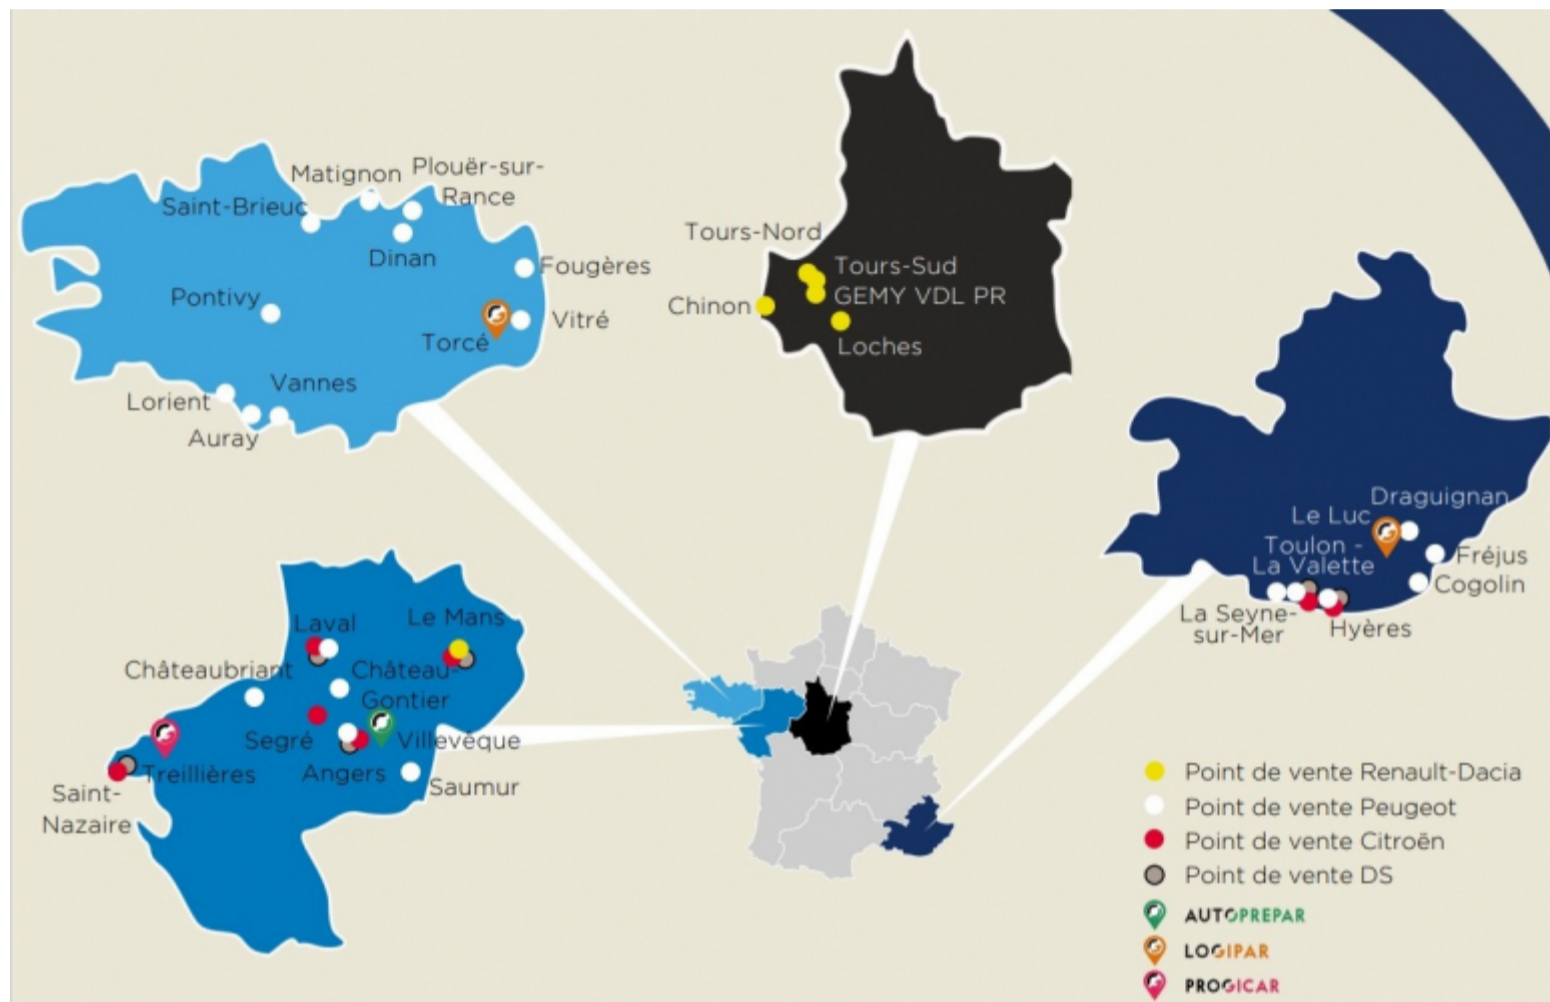 Matignon
Plouër-sur-
Rance
Saint-Brieuc
Dinan
Fougères
Pontivy
Vitré
Torcé
Vannes
Lorient
Auray
Tours-Nord
Tours-Sud
GEMY VDL PR
Chinon
Loches
Draguignan
Le Luc
Toulon -
La Valette
Fréjus
Cogolin
La Seyne-
sur-Mer
Hyères
Laval
Le Mans
Châteaubriant
Château-
Gontier
Segré
Villevêque
Treillières
Angers
Saumur
Saint-
Nazaire
Point de vente Renault-Dacia
Point de vente Peugeot
Point de vente Citroën
Point de vente DS
AUTOPREPAR
LOGIPAR
PROGICAR